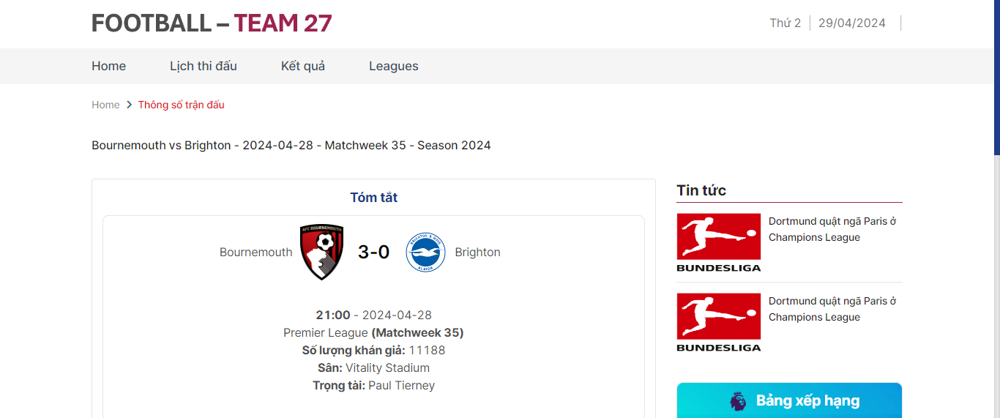 FOOTBALL – TEAM 27
Thứ 2
29/04/2024
Home
Lịch thi đấu
Kết quả
Leagues
Home
Thông số trận đấu
Bournemouth vs Brighton - 2024-04-28 - Matchweek 35 - Season 2024
Tóm tắt
Bournemouth
AFC BOURNEMOUTH
3-0
BRIGHTON & HOVE
ALBION
Brighton
21:00 - 2024-04-28
Premier League (Matchweek 35)
Số lượng khán giả: 11188
Sân: Vitality Stadium
Trọng tài: Paul Tierney
Tin tức
BUNDESLIGA
Dortmund quật ngã Paris ở
Champions League
BUNDESLIGA
Dortmund quật ngã Paris ở
Champions League
Bảng xếp hạng